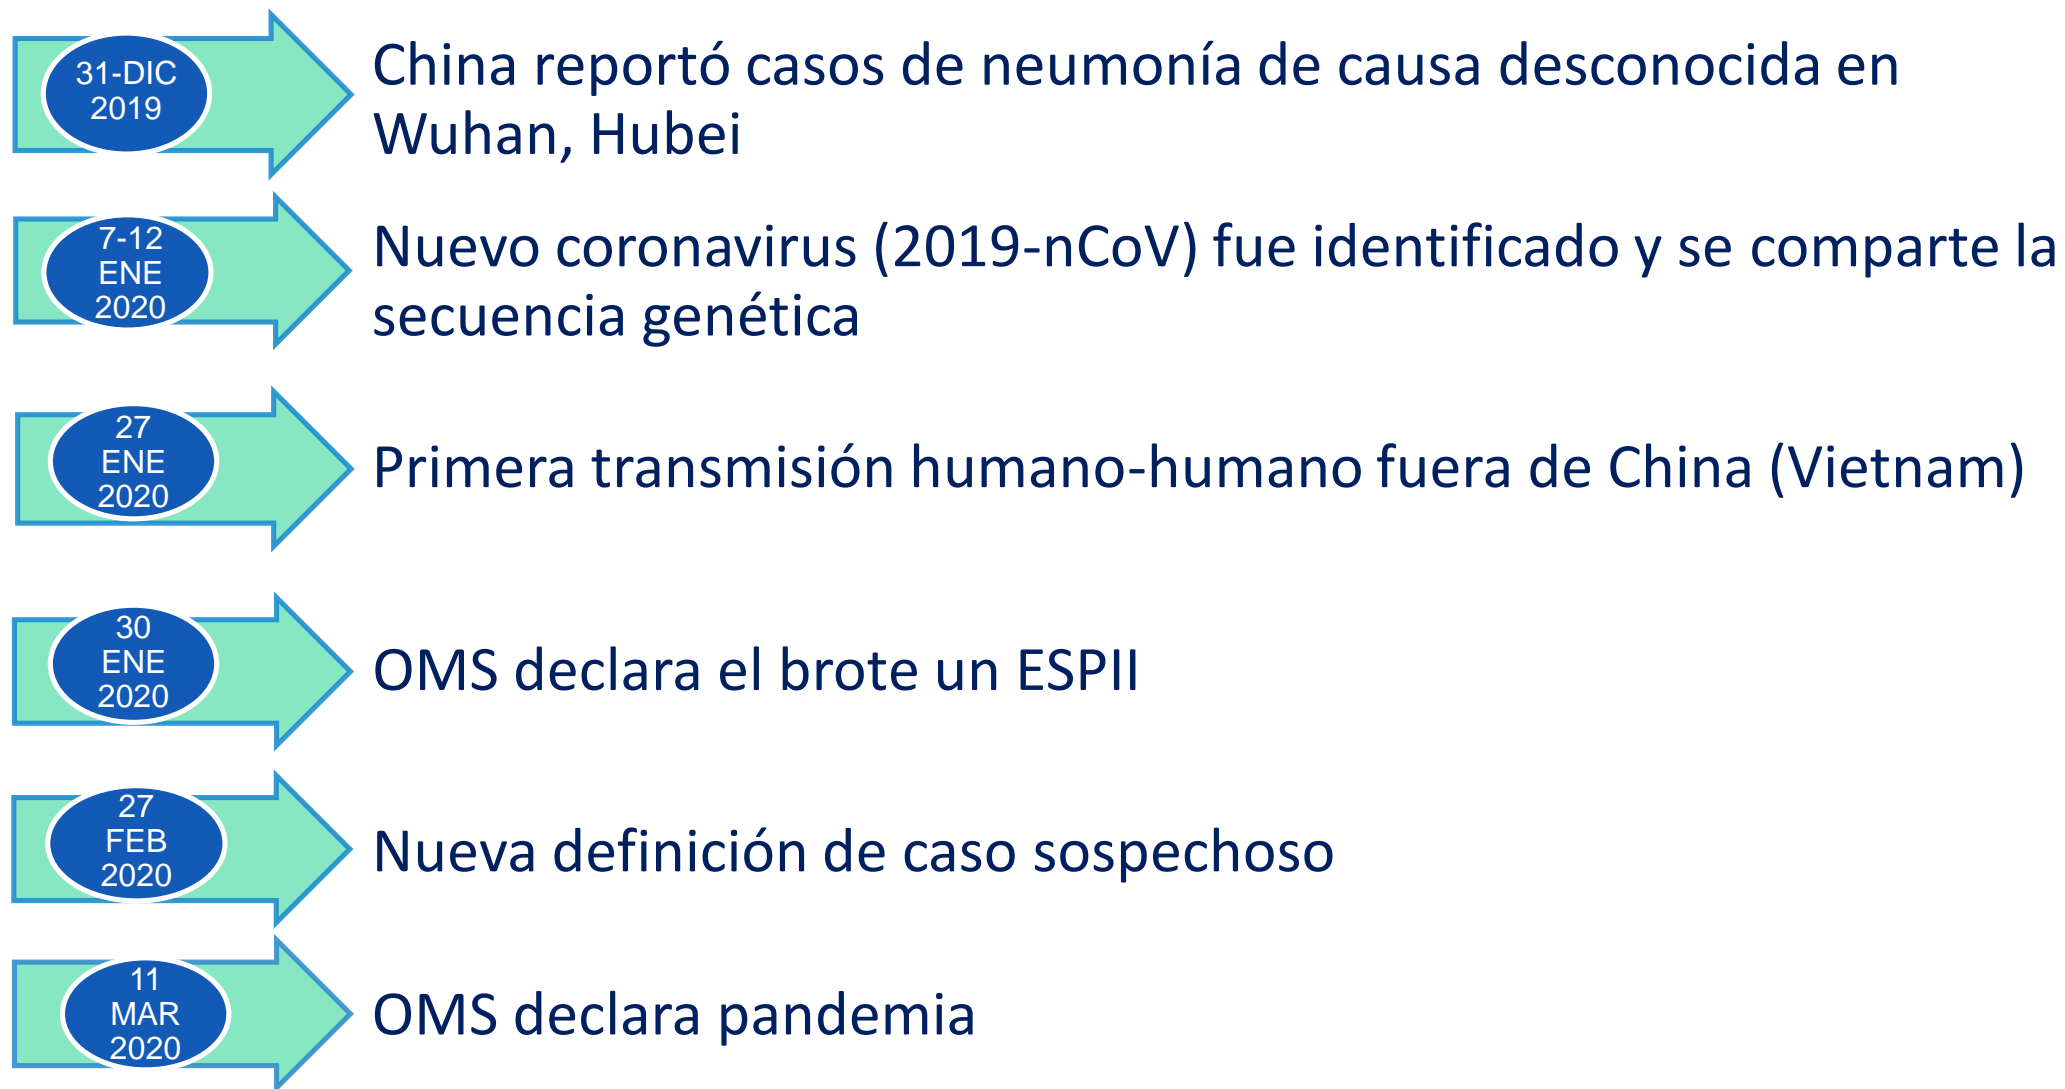 31-DIC
2019
China reportó casos de neumonía de causa desconocida en
Wuhan, Hubei
7-12
ENE
2020
Nuevo coronavirus (2019-nCoV) fue identificado y se comparte la
secuencia genética
27
ENE
2020
Primera transmisión humano-humano fuera de China (Vietnam)
30
ENE
2020
OMS declara el brote un ESPII
27
FEB
2020
Nueva definición de caso sospechoso
11
MAR
2020
OMS declara pandemia